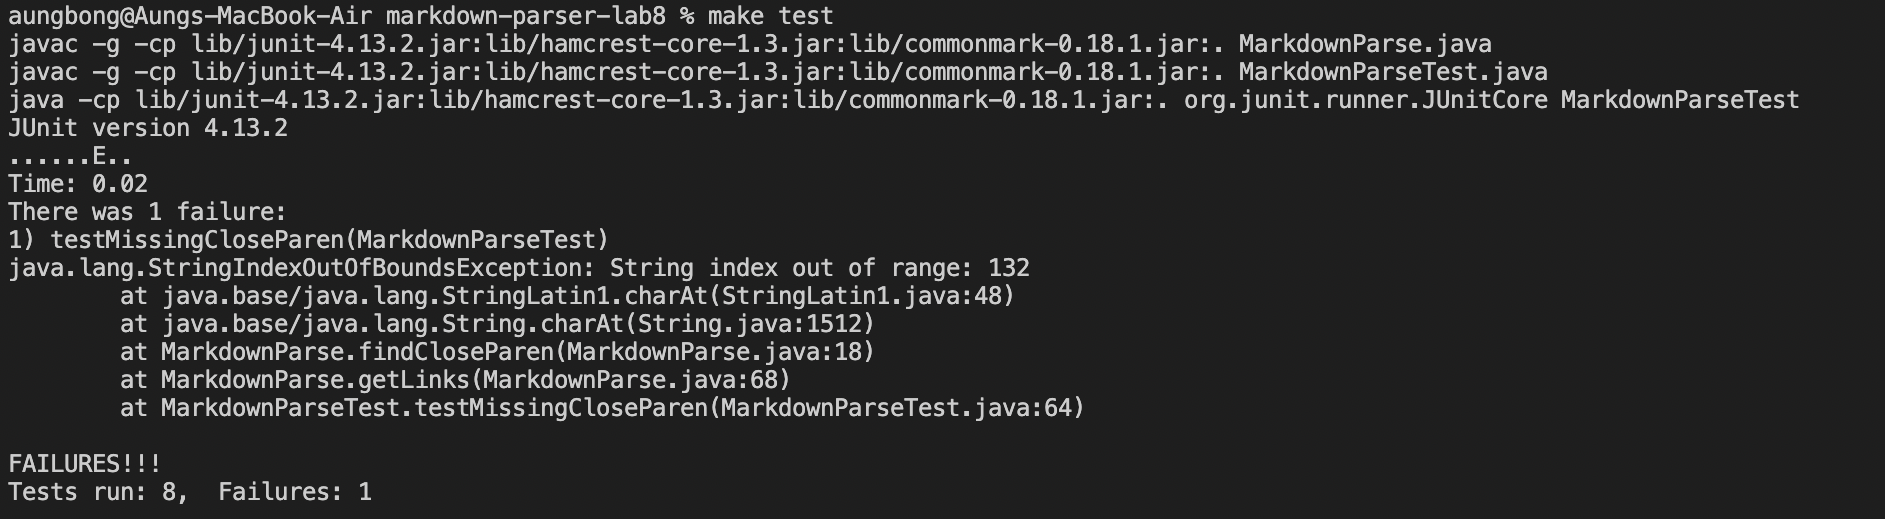 aungbong@Aungs-MacBook-Air markdown-parser-lab8 % make test
javac -g -cp lib/junit-4.13.2.jar:lib/hamcrest-core-1.3.jar:lib/commonmark-0.18.1.jar:. MarkdownParse.java
javac -g -cp lib/junit-4.13.2.jar:lib/hamcrest-core-1.3.jar:lib/commonmark-0.18.1.jar:. MarkdownParseTest.java
java -cp lib/junit-4.13.2.jar:lib/hamcrest-core-1.3.jar:lib/commonmark-0.18.1.jar:. org.junit.runner.JUnitCore MarkdownParseTest
JUnit version 4.13.2
......E..
Time: 0.02
There was 1 failure:
1) testMissingCloseParen(MarkdownParseTest)
java.lang.StringIndexOutOfBoundsException: String index out of range: 132
        at java.base/java.lang.StringLatin1.charAt(StringLatin1.java:48)
        at java.base/java.lang.String.charAt(String.java:1512)
        at MarkdownParse.findCloseParen(MarkdownParse.java:18)
        at MarkdownParse.getLinks(MarkdownParse.java:68)
        at MarkdownParseTest.testMissingCloseParen(MarkdownParseTest.java:64)

FAILURES!!!
Tests run: 8,  Failures: 1